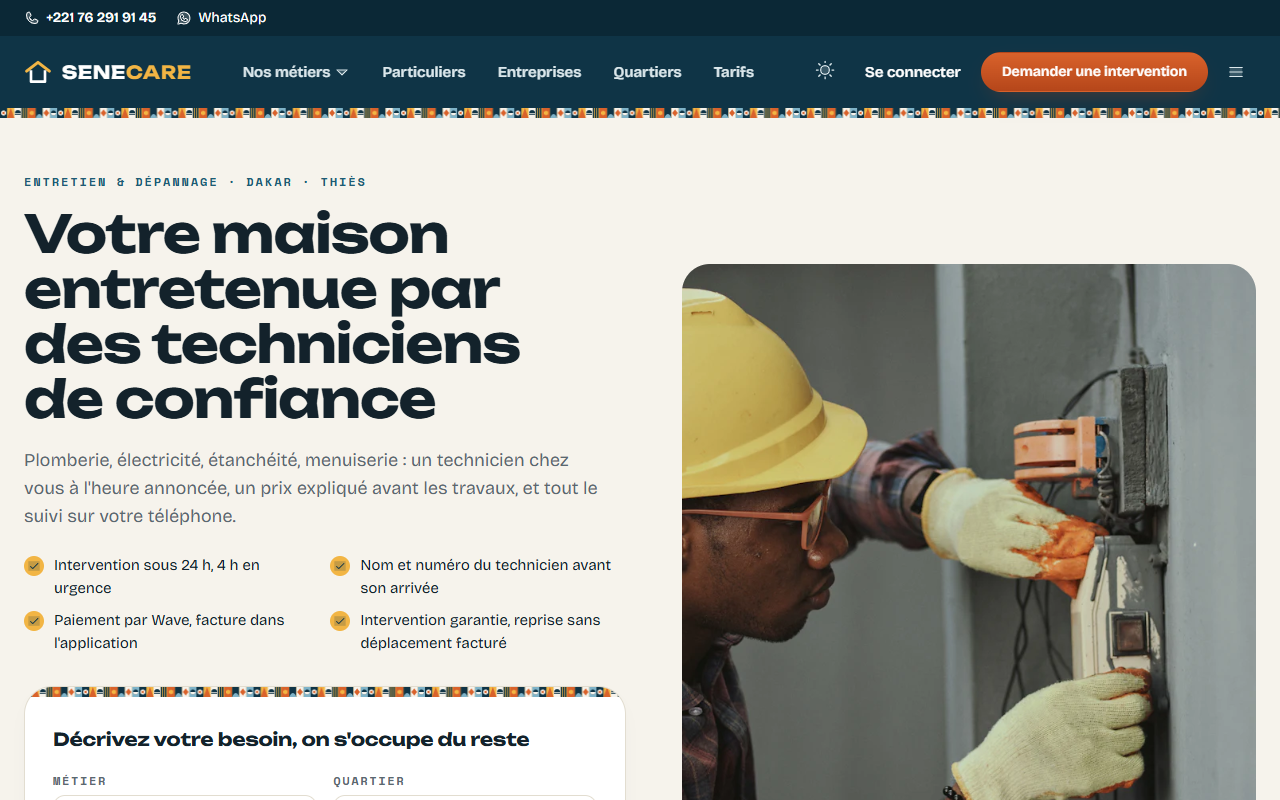 +221 76 291 91 45 WhatsApp
SENECARE Nos métiers Particuliers Entreprises Quartiers Tarifs Se connecter Demander une intervention
ENTRETIEN & DÉPANNAGE · DAKAR · THIÈS
Votre maison
entretenue par
des techniciens
de confiance
Plomberie, électricité, étanchéité, menuiserie : un technicien chez
vous à l'heure annoncée, un prix expliqué avant les travaux, et tout le
suivi sur votre téléphone.
Intervention sous 24 h, 4 h en
urgence
Nom et numéro du technicien avant
son arrivée
Paiement par Wave, facture dans
l'application
Intervention garantie, reprise sans
déplacement facturé
Décrivez votre besoin, on s'occupe du reste
MÉTIER QUARTIER